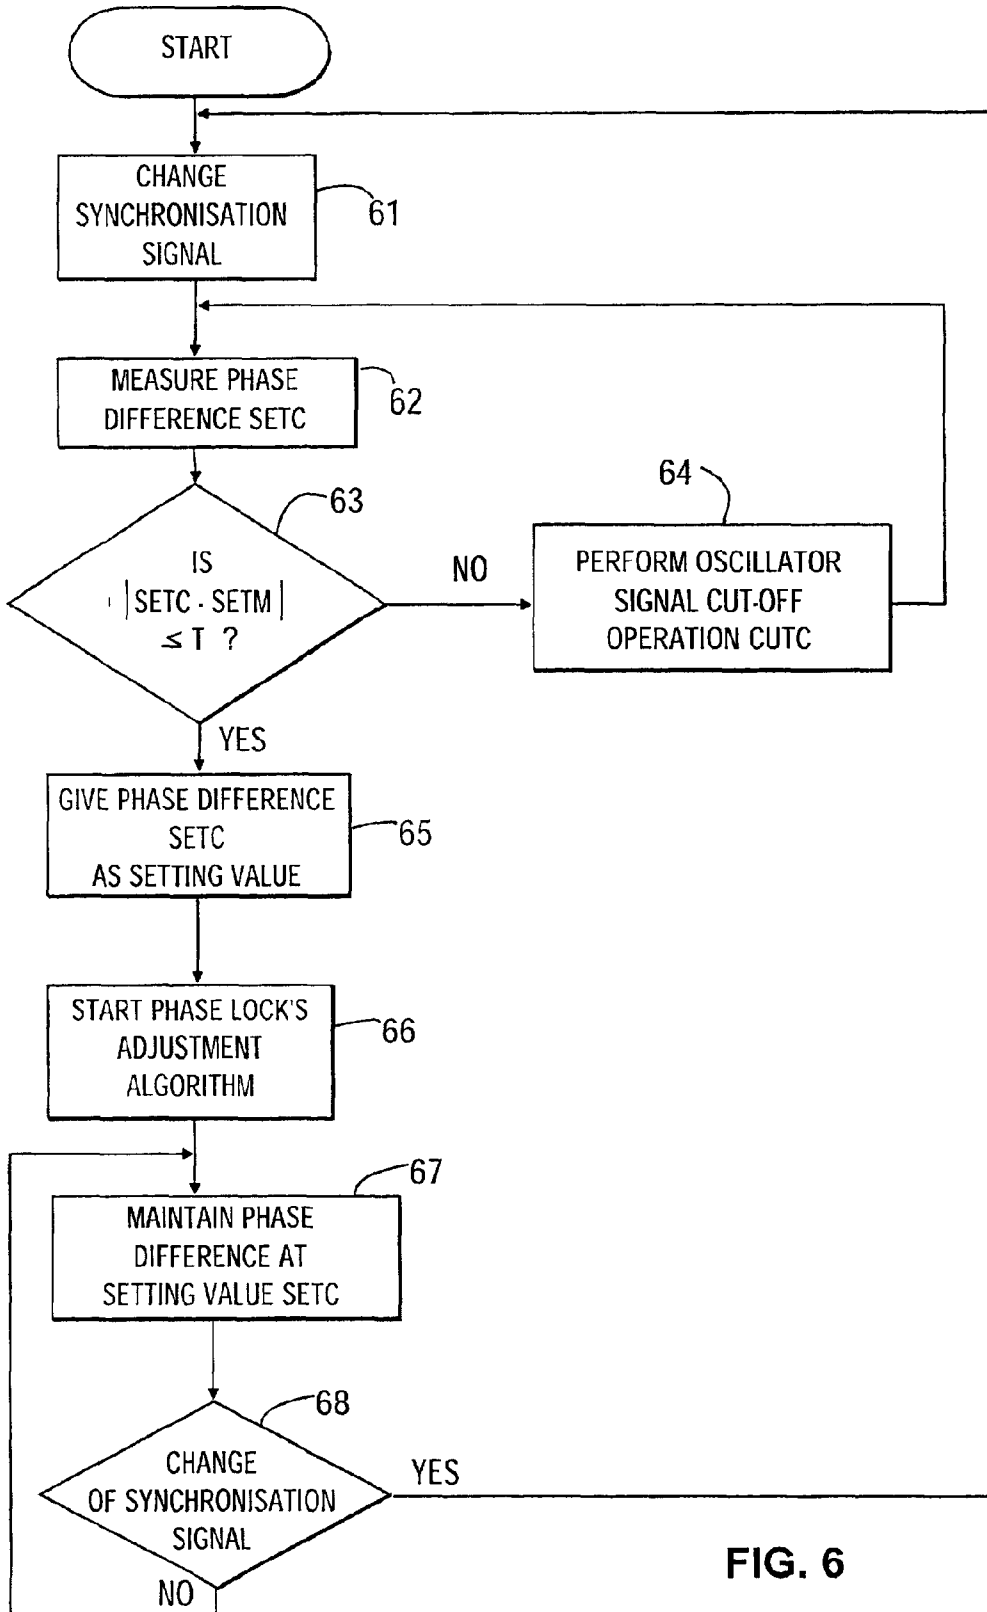 START
CHANGE
SYNCHRONISATION
SIGNAL
61
MEASURE PHASE
DIFFERENCE SETC
62
63
IS
|SETC - SETM|
≤ T ?
NO
64
PERFORM OSCILLATOR
SIGNAL CUT-OFF
OPERATION CUTC
YES
GIVE PHASE DIFFERENCE
SETC
AS SETTING VALUE
65
START PHASE LOCK'S
ADJUSTMENT
ALGORITHM
66
67
MAINTAIN PHASE
DIFFERENCE AT
SETTING VALUE SETC
68
CHANGE
OF SYNCHRONISATION
SIGNAL
YES
NO
FIG. 6